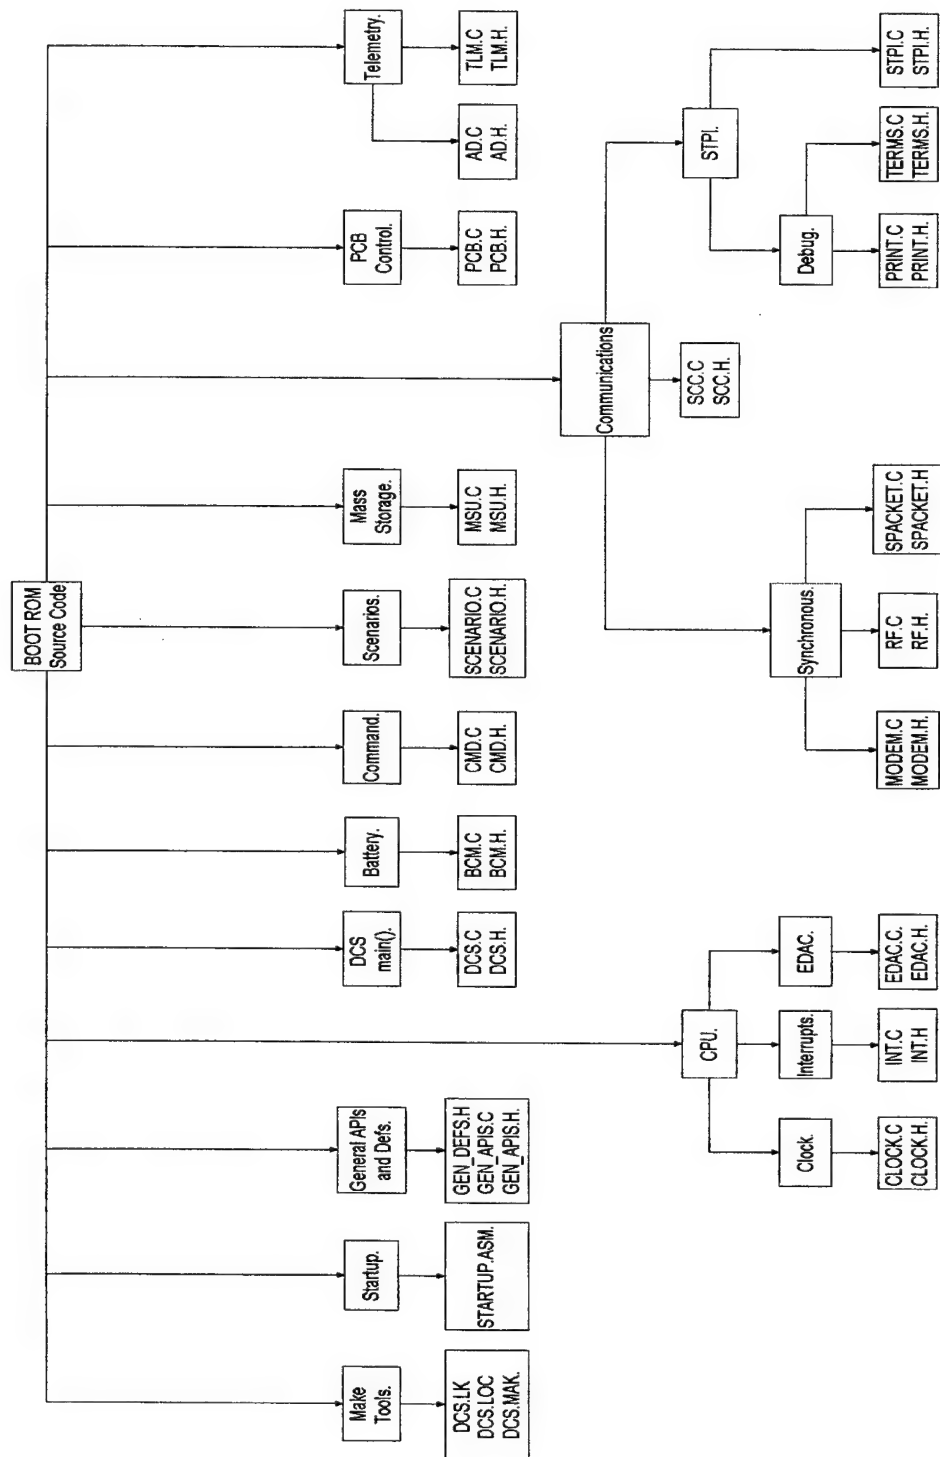 BOOT ROM
Source Code
Make
Tools.
DCS.LK
DCS.LOC
DCS.MAK.
Startup.
STARTUP.ASM.
General APIs
and Defs.
GEN_DEFS.H
GEN_APIS.C
GEN_APIS.H.
CPU.
Clock.
CLOCK.C
CLOCK.H.
Interrupts.
INT.C
INT.H
EDAC.
EDAC.C.
EDAC.H.
DCS
main().
DCS.C
DCS.H.
Battery.
BCM.C
BCM.H.
Command.
CMD.C
CMD.H.
Scenarios.
SCENARIO.C
SCENARIO.H.
Mass
Storage.
MSU.C
MSU.H.
Communications
Synchronous.
MODEM.C
MODEM.H.
RF.C
RF.H.
SPACKET.C
SPACKET.H
SCC.C
SCC.H.
STPI.
Debug.
PRINT.C
PRINT.H.
TERMS.C
TERMS.H.
STPI.C
STPI.H.
PCB
Control.
PCB.C
PCB.H.
Telemetry.
AD.C
AD.H.
TLM.C
TLM.H.